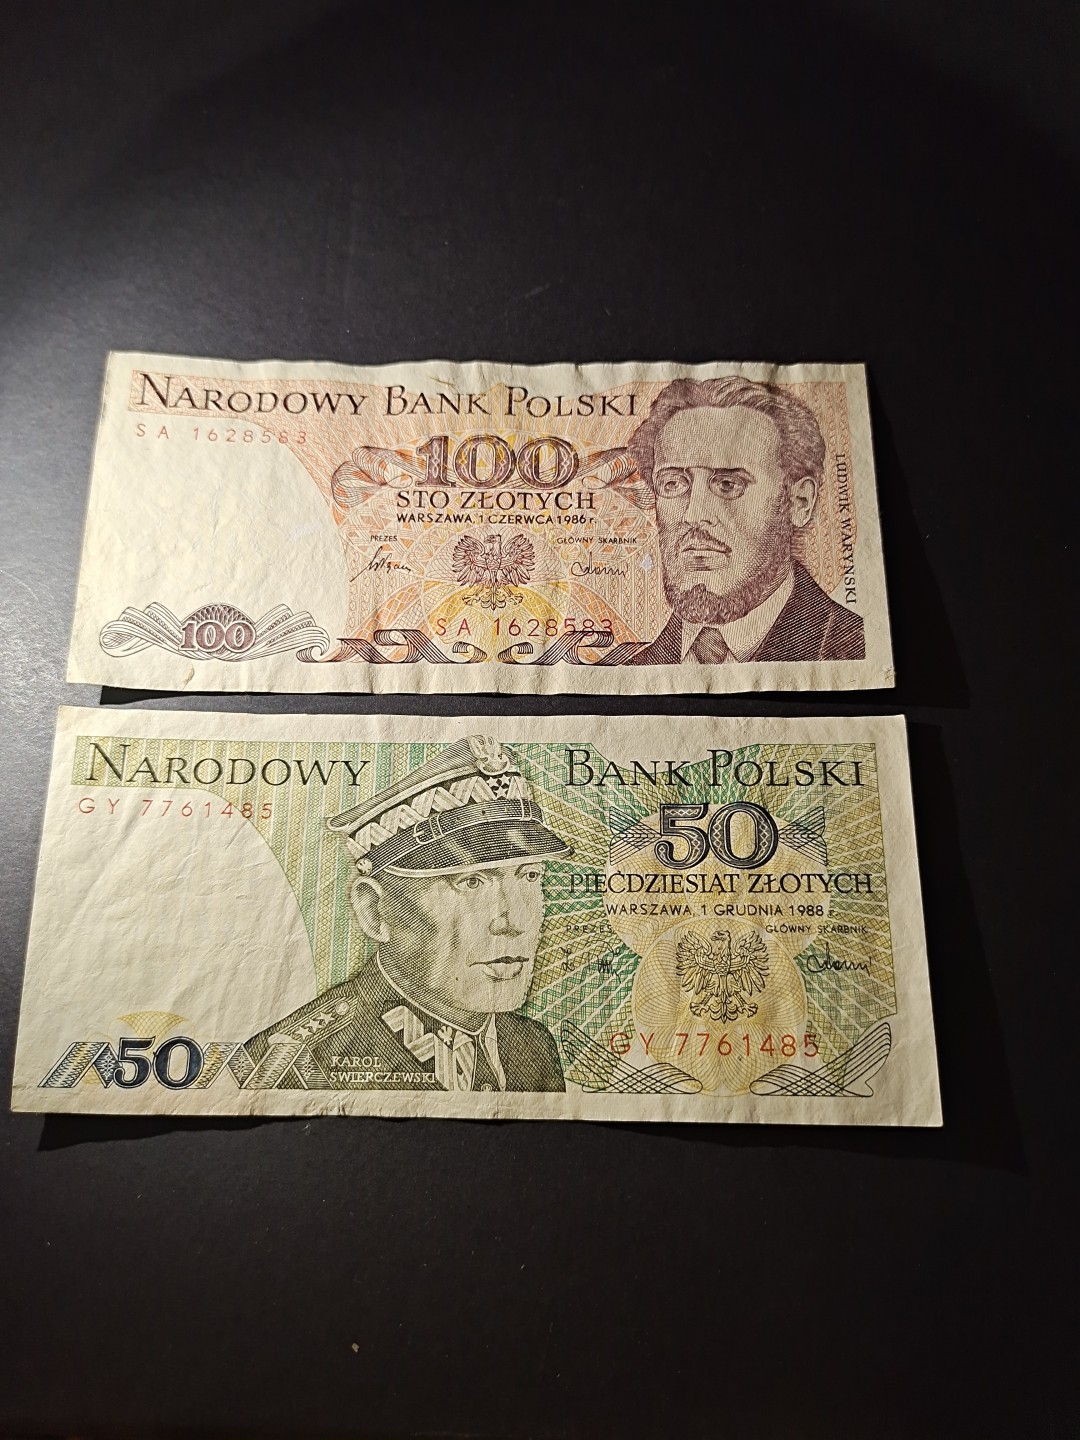 NARODOWY BANK POLSKI
SA 1628583
100
STO ZŁOTYCH
WARSZAWA, 1 CZERWCA 1986 r.
PREZES
GŁÓWNY SKARBNIK
LUDWIK WARYŃSKI
100
SA 1628583
NARODOWY BANK POLSKI
GY 7761485
50
PIĘĆDZIESIĄT ZŁOTYCH
WARSZAWA, 1 GRUDNIA 1988 r.
PREZES
GŁÓWNY SKARBNIK
GY 7761485
50
KAROL
ŚWIERCZEWSKI